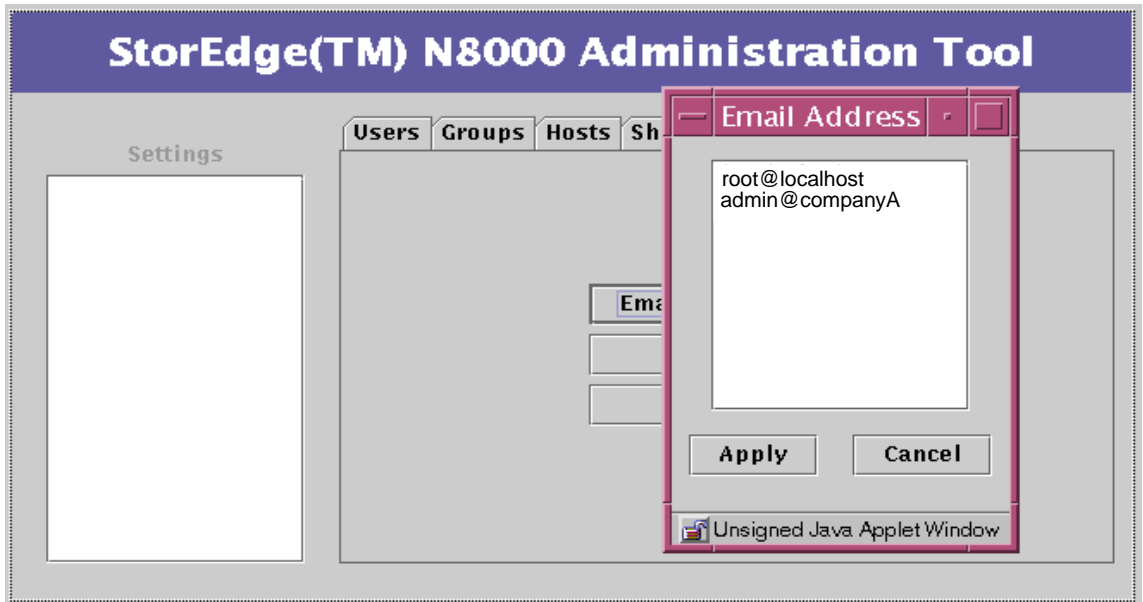 StorEdge(TM) N8000 Administration Tool
Settings
Users Groups Hosts Sh
Ema
Email Address
root@localhost
admin@companyA
Apply Cancel
Unsigned Java Applet Window